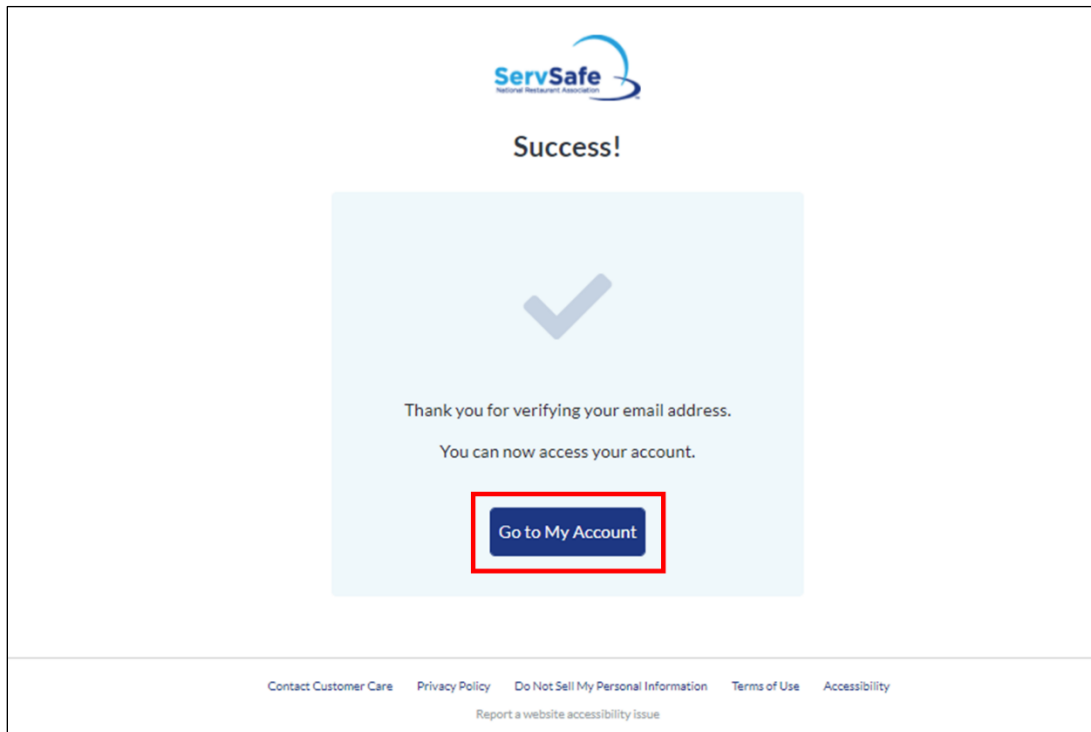 ServSafe
National Restaurant Association
Success!
Thank you for verifying your email address.
You can now access your account.
Go to My Account
Contact Customer Care Privacy Policy Do Not Sell My Personal Information Terms of Use Accessibility
Report a website accessibility issue